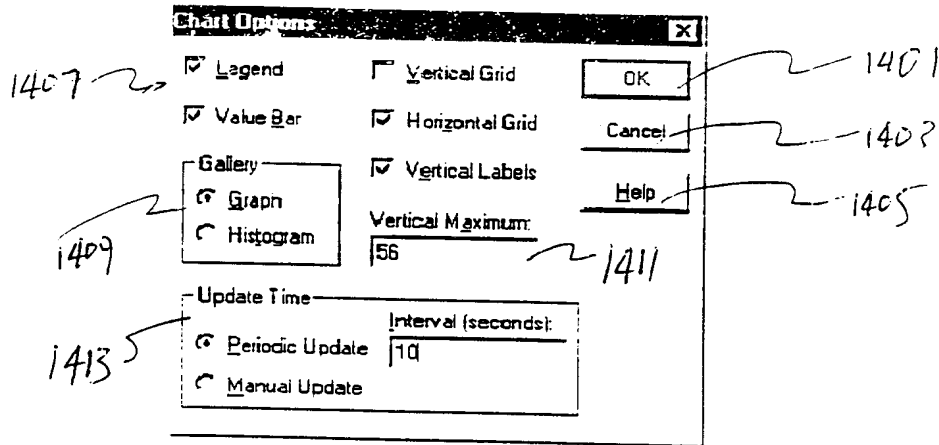 Chart Options
1407
Legend
Vertical Grid
OK
1401
Value Bar
Horizontal Grid
Cancel
1403
Gallery
Vertical Labels
Graph
Help
1405
1409
Histogram
Vertical Maximum:
56
1411
Update Time
Interval (seconds):
1413
Periodic Update
10
Manual Update